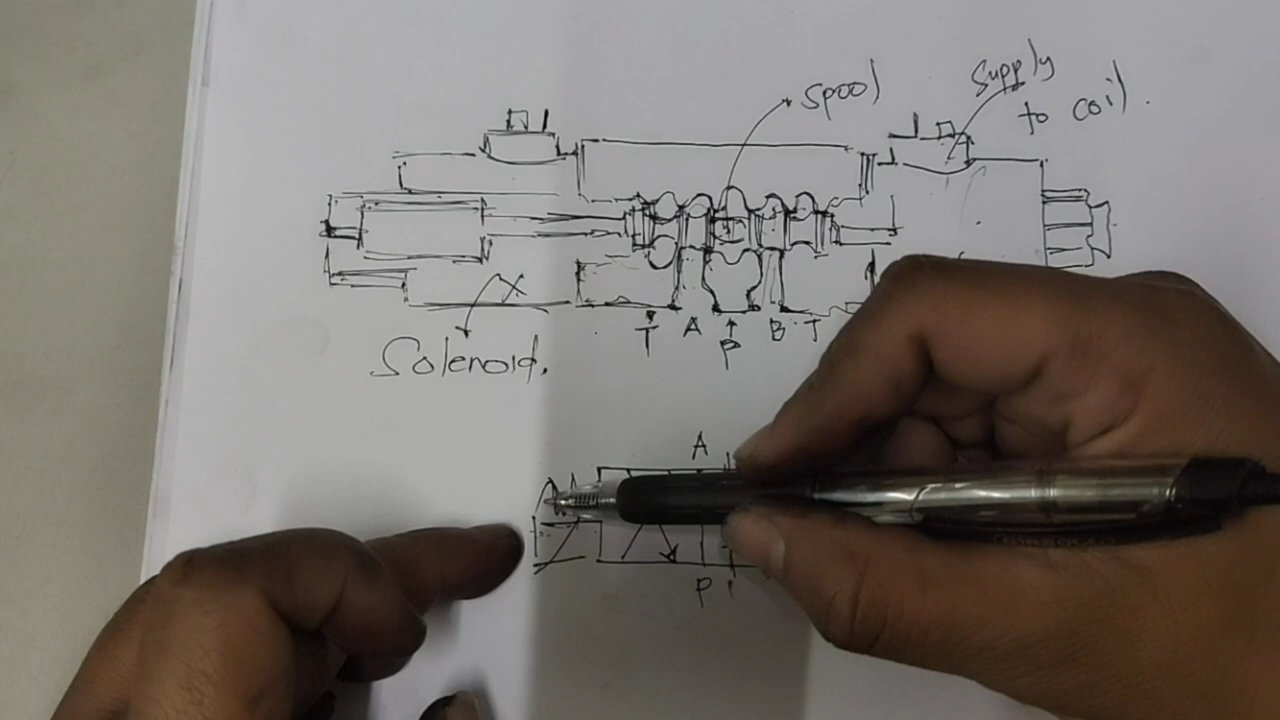 Spool
Supply
to coil.
T A P B T
Solenoid.
A
P